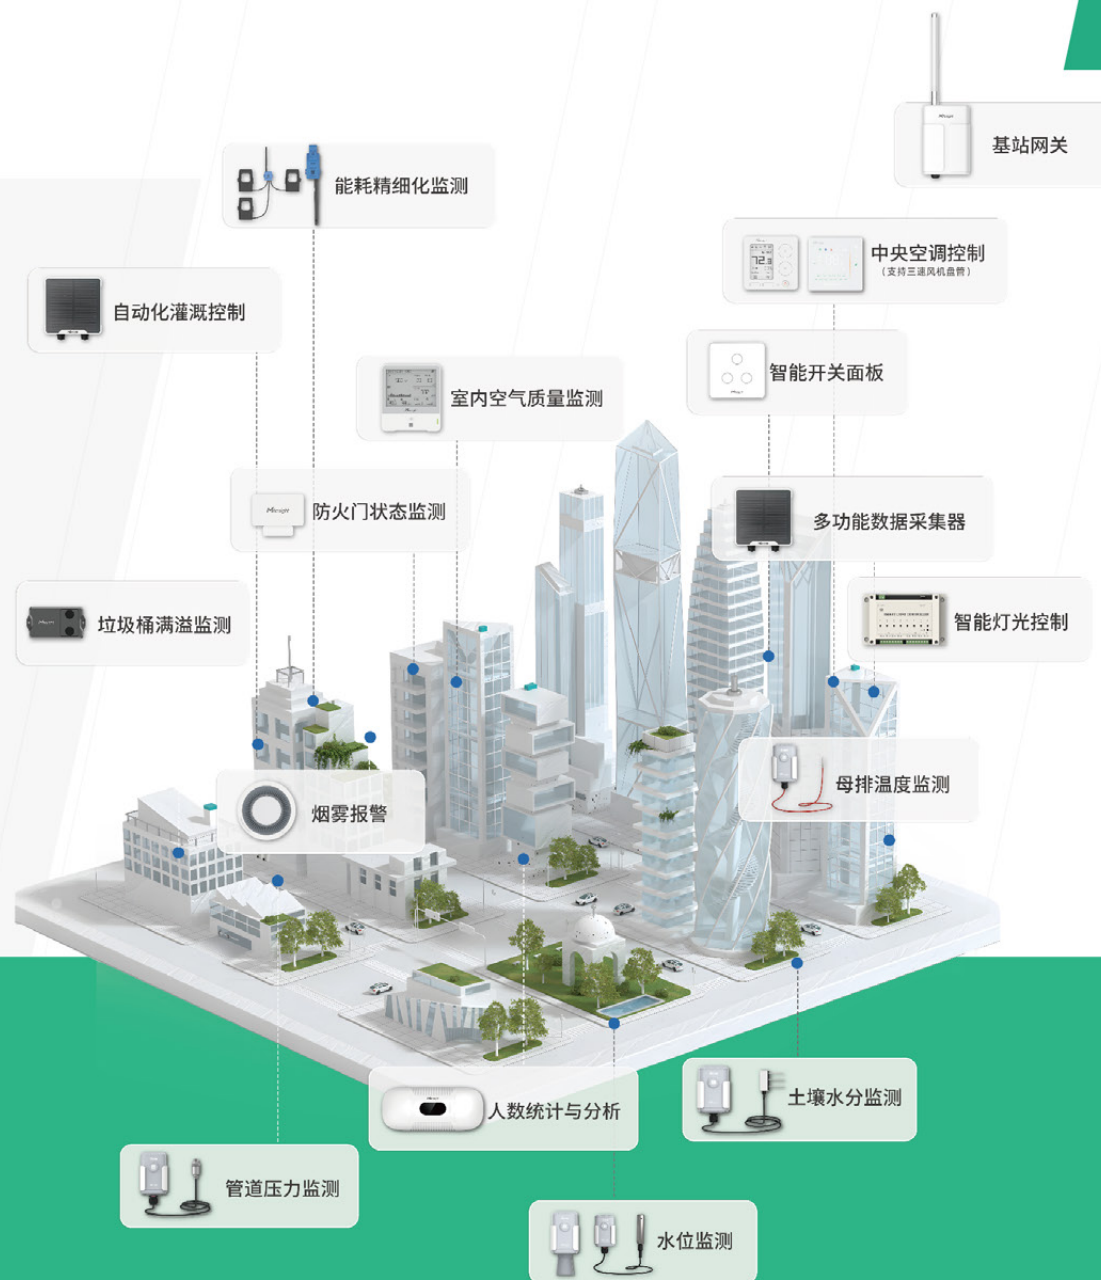 基站网关
能耗精细化监测
中央空调控制
(支持三速风机盘管)
自动化灌溉控制
智能开关面板
室内空气质量监测
防火门状态监测
Milesight
多功能数据采集器
垃圾桶满溢监测
智能灯光控制
母排温度监测
烟雾报警
土壤水分监测
人数统计与分析
管道压力监测
水位监测